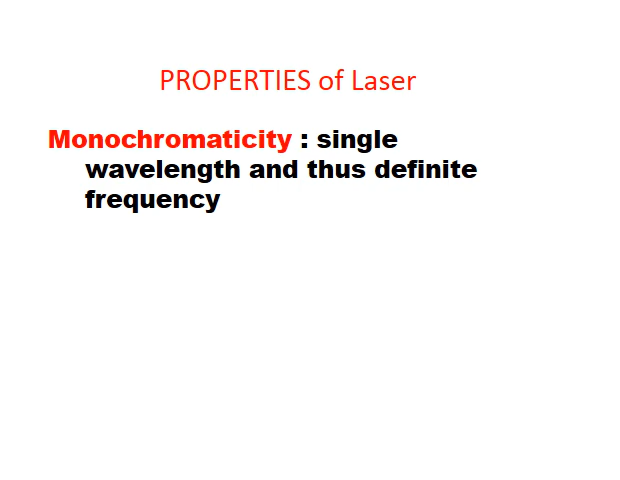 PROPERTIES of Laser
Monochromaticity : single
wavelength and thus definite
frequency